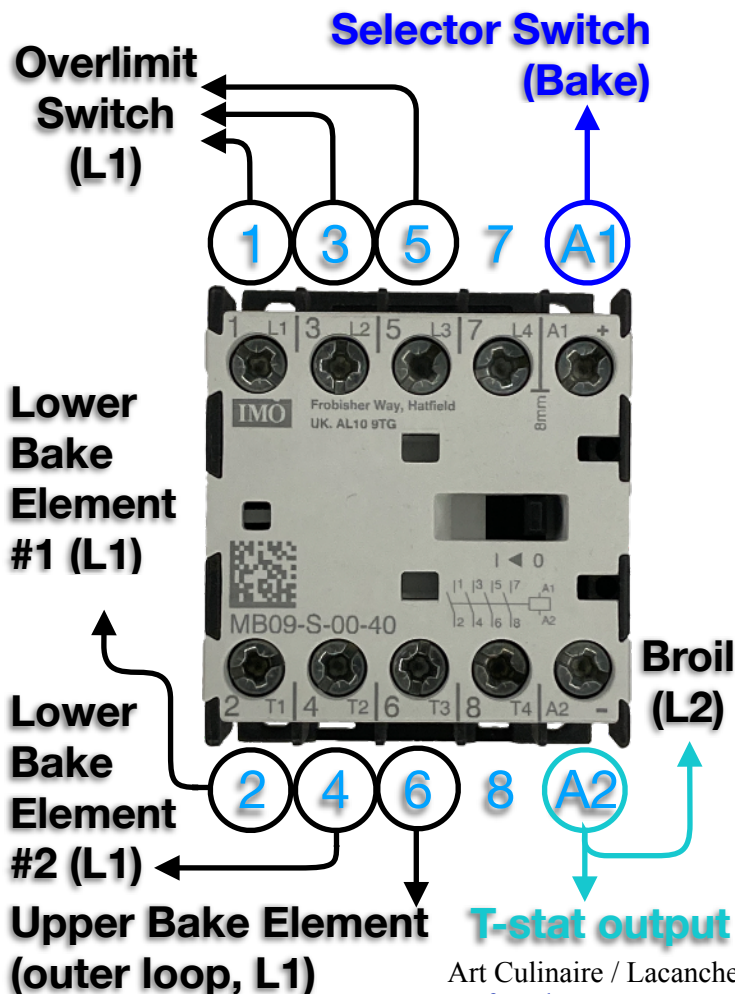 Selector Switch
(Bake)
Overlimit
Switch
(L1)
1 3 5 7 A1
1 L1 3 L2 5 L3 7 L4 A1 +
IMO
Frobisher Way, Hatfield
UK. AL10 9TG
8mm
Lower
Bake
Element
#1 (L1)
I ◀ 0
1 3 5 7 A1
2 4 6 8 A2
MB09-S-00-40
2 T1 4 T2 6 T3 8 T4 A2 -
Broil
(L2)
Lower
Bake
Element
#2 (L1)
2 4 6 8 A2
Upper Bake Element
(outer loop, L1)
T-stat output
Art Culinaire / Lacanche